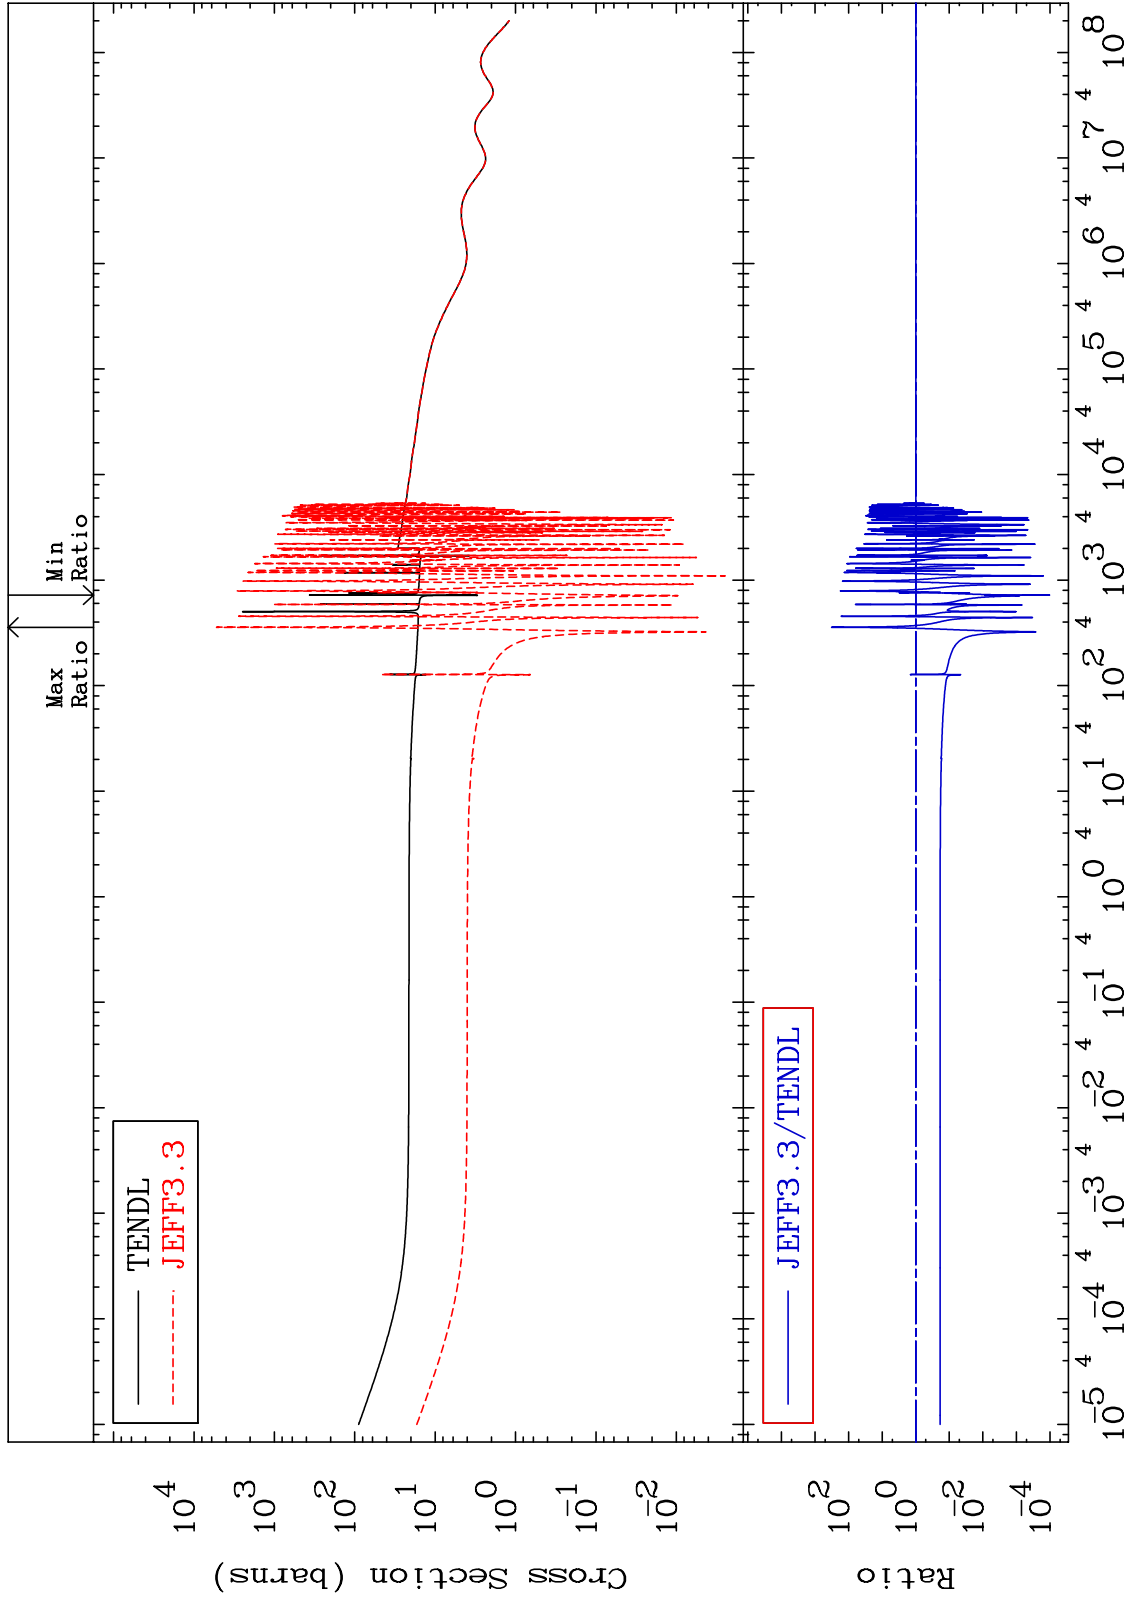 Max
Ratio
Min
Ratio
TENDL
JEFF3.3
Cross Section (barns)
10^4
10^3
10^2
10^1
10^0
10^-1
10^-2
JEFF3.3/TENDL
Ratio
10^2
10^0
10^-2
10^-4
10^-5 4 10^-4 4 10^-3 4 10^-2 4 10^-1 4 10^0 4 10^1 4 10^2 4 10^3 4 10^4 4 10^5 4 10^6 4 10^7 4 10^8